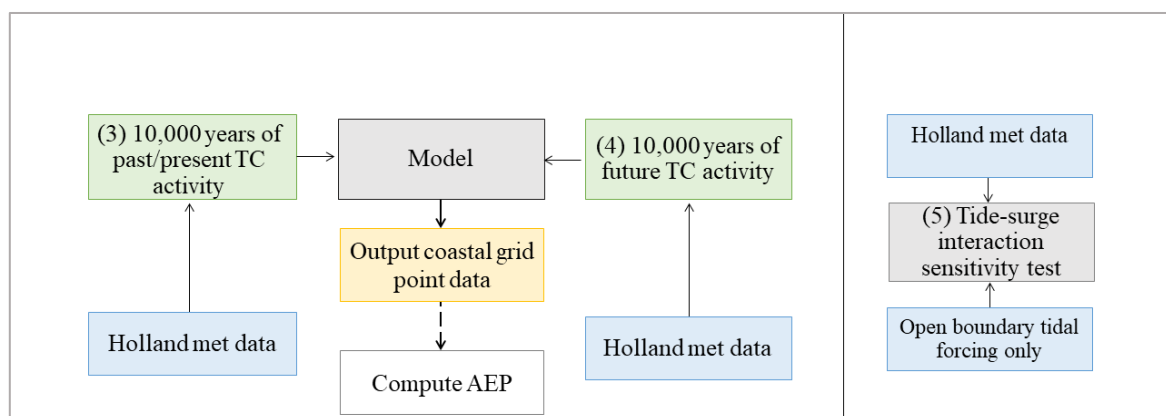 (3) 10,000 years of
past/present TC
activity
Model
(4) 10,000 years of
future TC activity
Output coastal grid
point data
Holland met data
Holland met data
Compute AEP
Holland met data
(5) Tide-surge
interaction
sensitivity test
Open boundary tidal
forcing only